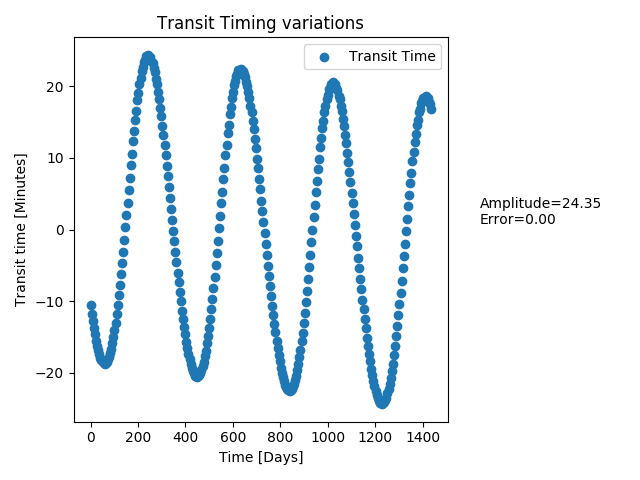 Transit Timing variations
Transit Time
Transit time [Minutes]
20
10
0
−10
−20
0
200
400
600
800
1000
1200
1400
Time [Days]
Amplitude=24.35
Error=0.00